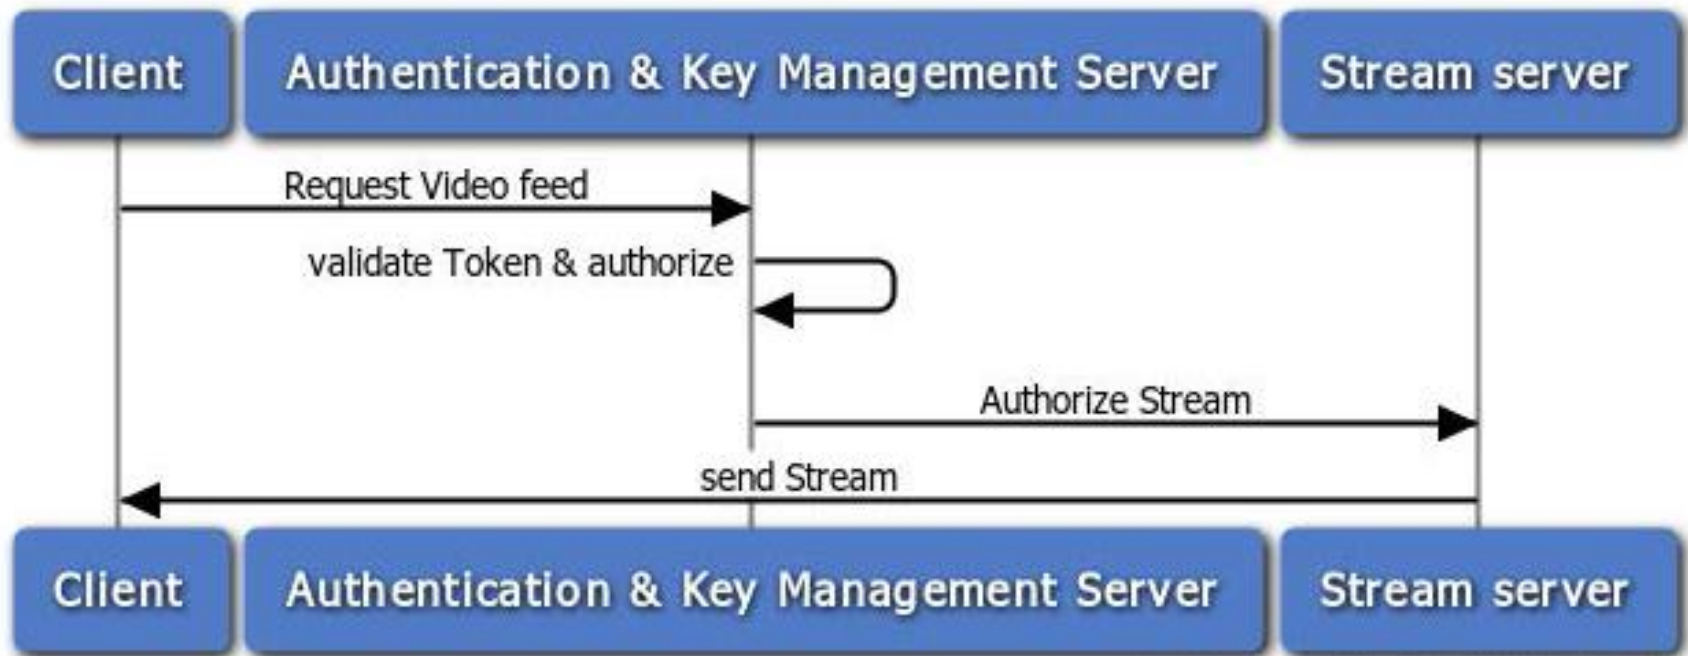 Client
Authentication & Key Management Server
Stream server
Request Video feed
validate Token & authorize
Authorize Stream
send Stream
Client
Authentication & Key Management Server
Stream server